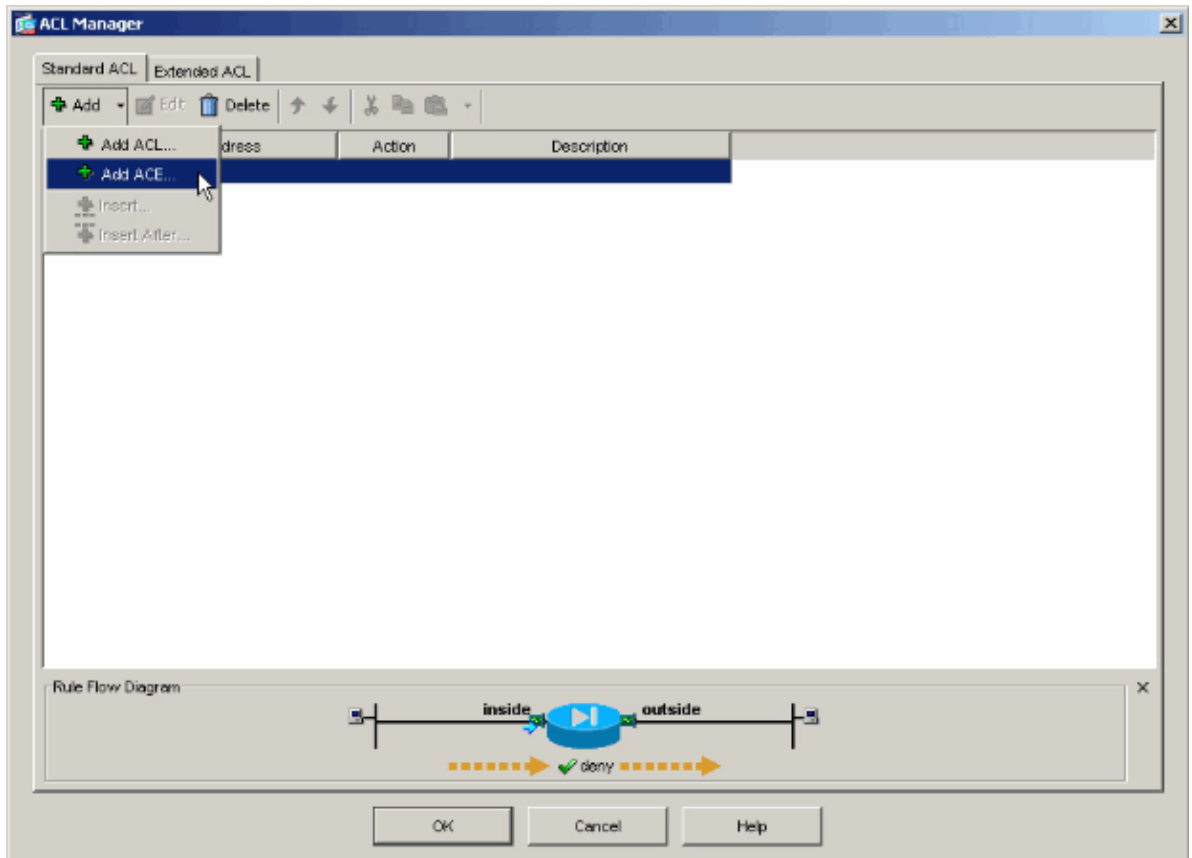 ACL Manager
Standard ACL Extended ACL
Add Edit Delete
Add ACL...
dress Action Description
Add ACE...
Insert...
Insert After...
Rule Flow Diagram
inside outside
deny
OK Cancel Help